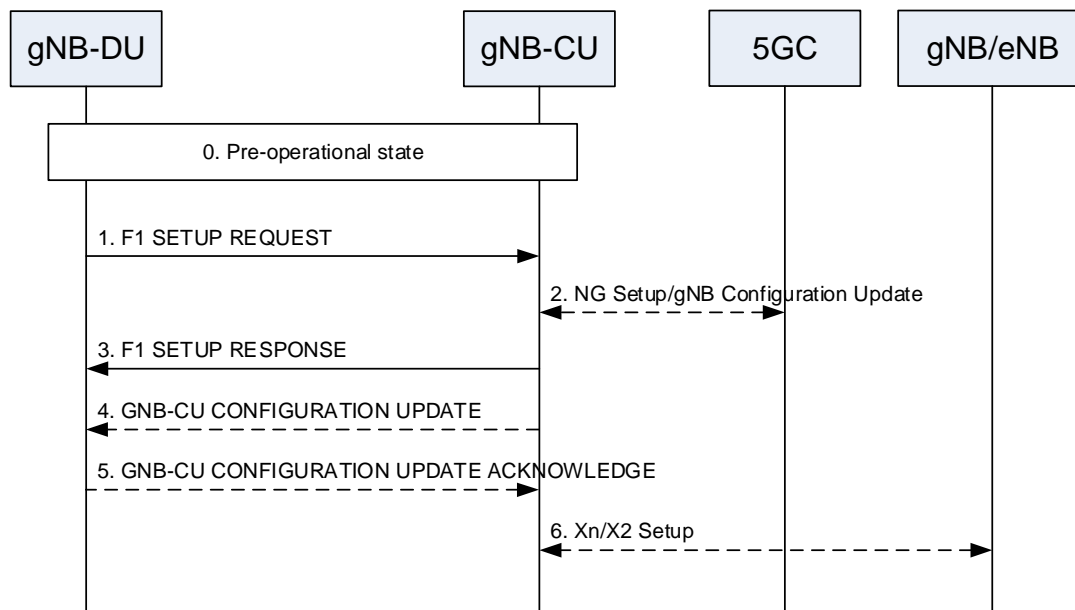 gNB-DU
gNB-CU
5GC
gNB/eNB
0. Pre-operational state
1. F1 SETUP REQUEST
2. NG Setup/gNB Configuration Update
3. F1 SETUP RESPONSE
4. GNB-CU CONFIGURATION UPDATE
5. GNB-CU CONFIGURATION UPDATE ACKNOWLEDGE
6. Xn/X2 Setup